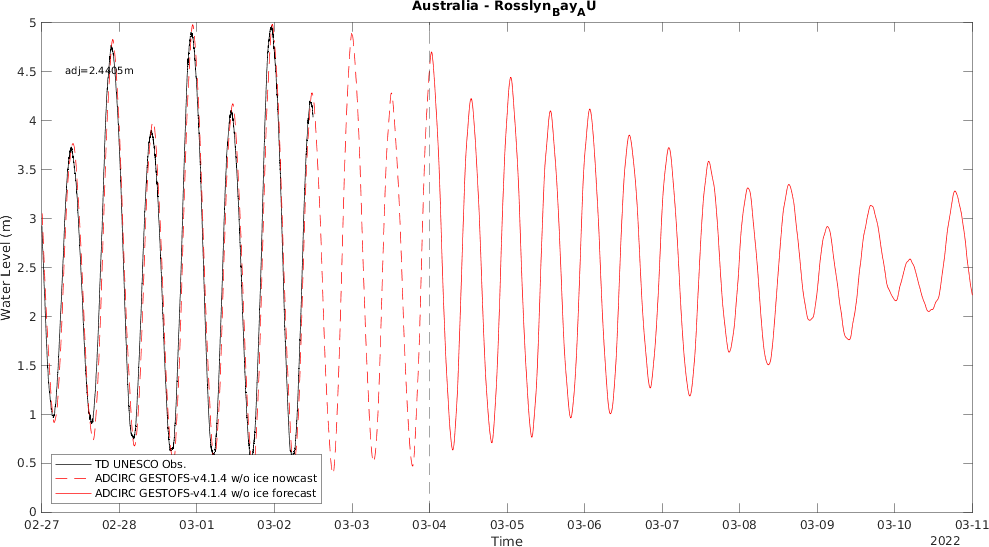 Australia - RosslynBayAU
5
4.5
4
3.5
3
2.5
2
1.5
1
0.5
0
Water Level (m)
adj=2.4405m
TD UNESCO Obs.
ADCIRC GESTOFS-v4.1.4 w/o ice nowcast
ADCIRC GESTOFS-v4.1.4 w/o ice forecast
02-27 02-28 03-01 03-02 03-03 03-04 03-05 03-06 03-07 03-08 03-09 03-10 03-11
Time
2022